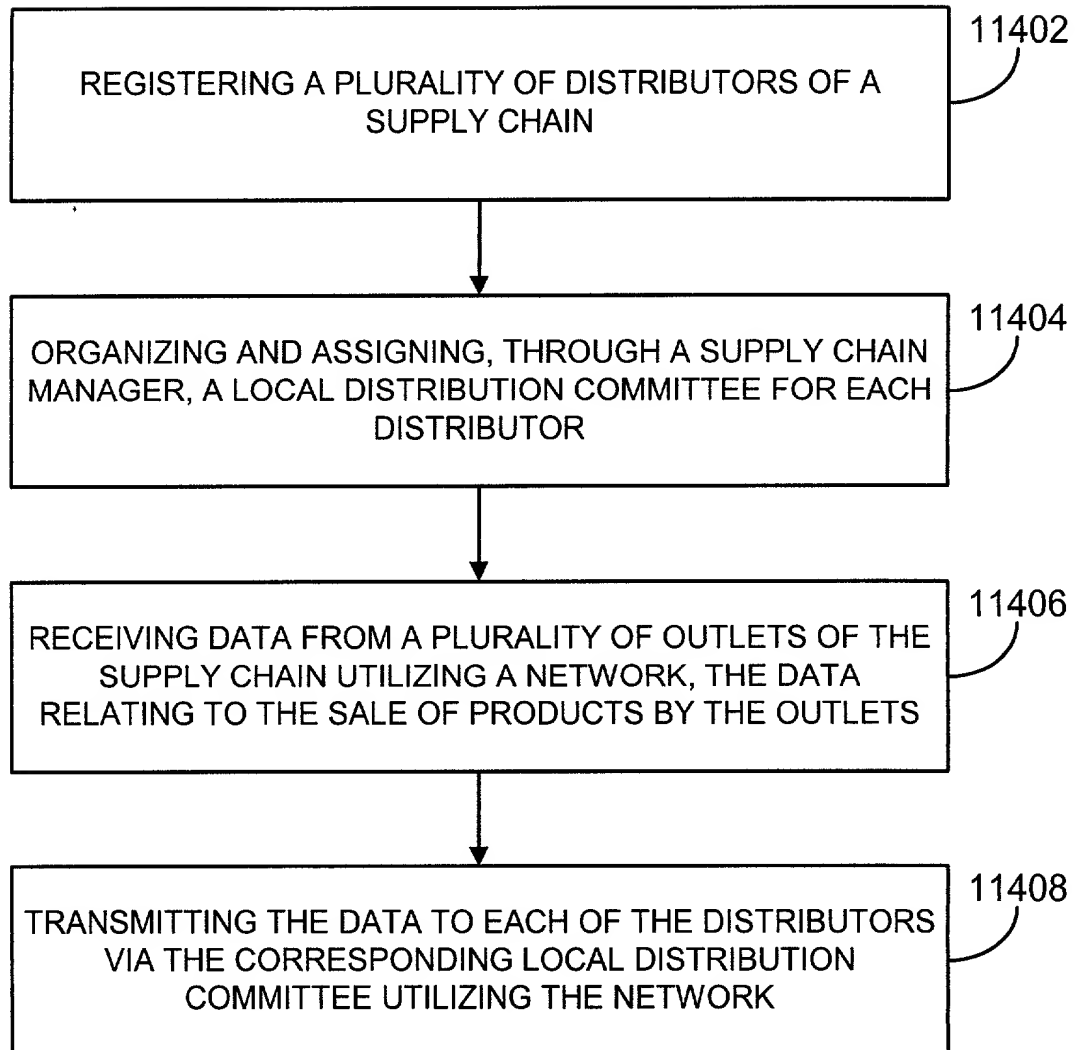 11402
REGISTERING A PLURALITY OF DISTRIBUTORS OF A
SUPPLY CHAIN
11404
ORGANIZING AND ASSIGNING, THROUGH A SUPPLY CHAIN
MANAGER, A LOCAL DISTRIBUTION COMMITTEE FOR EACH
DISTRIBUTOR
11406
RECEIVING DATA FROM A PLURALITY OF OUTLETS OF THE
SUPPLY CHAIN UTILIZING A NETWORK, THE DATA
RELATING TO THE SALE OF PRODUCTS BY THE OUTLETS
11408
TRANSMITTING THE DATA TO EACH OF THE DISTRIBUTORS
VIA THE CORRESPONDING LOCAL DISTRIBUTION
COMMITTEE UTILIZING THE NETWORK